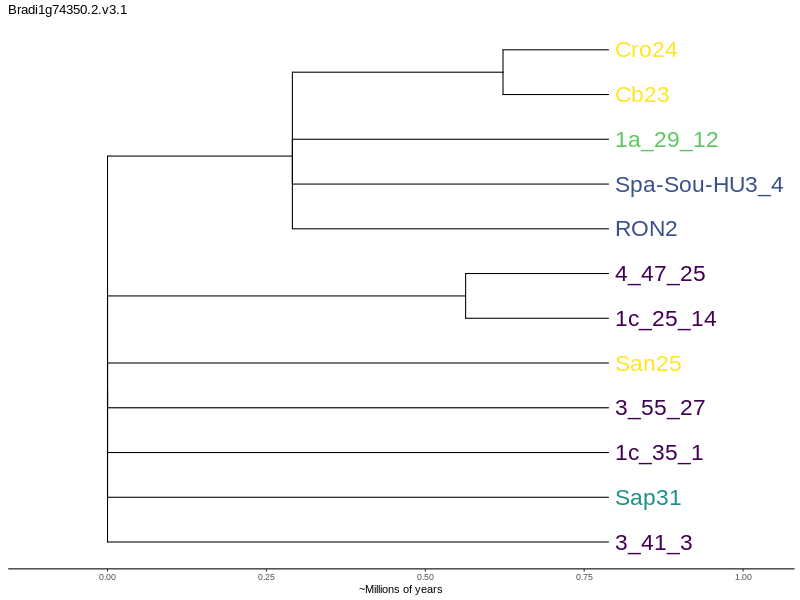 Bradi1g74350.2.v3.1
Cro24
Cb23
1a_29_12
Spa-Sou-HU3_4
RON2
4_47_25
1c_25_14
San25
3_55_27
1c_35_1
Sap31
3_41_3
0.00 0.25 0.50 0.75 1.00
~Millions of years